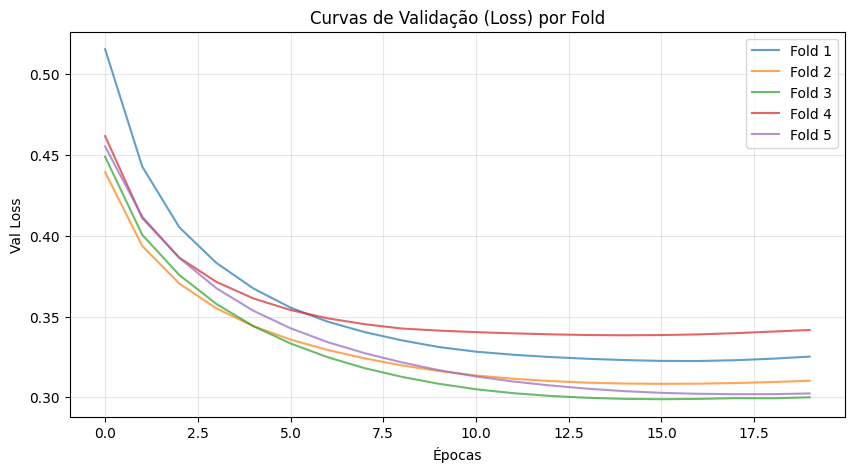 Curvas de Validação (Loss) por Fold
Fold 1
Fold 2
Fold 3
Fold 4
Fold 5
Val Loss
0.50
0.45
0.40
0.35
0.30
0.0
2.5
5.0
7.5
10.0
12.5
15.0
17.5
Épocas